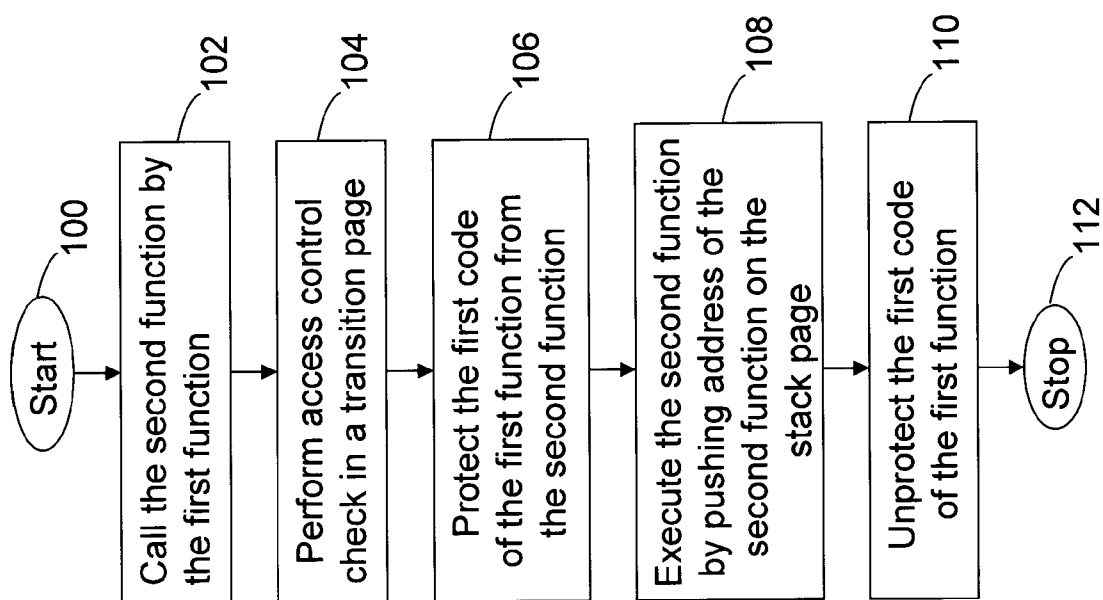 Start
100
Call the second function by
the first function
102
Perform access control
check in a transition page
104
Protect the first code
of the first function from
the second function
106
Execute the second function
by pushing address of the
second function on the
stack page
108
Unprotect the first code
of the first function
110
Stop
112